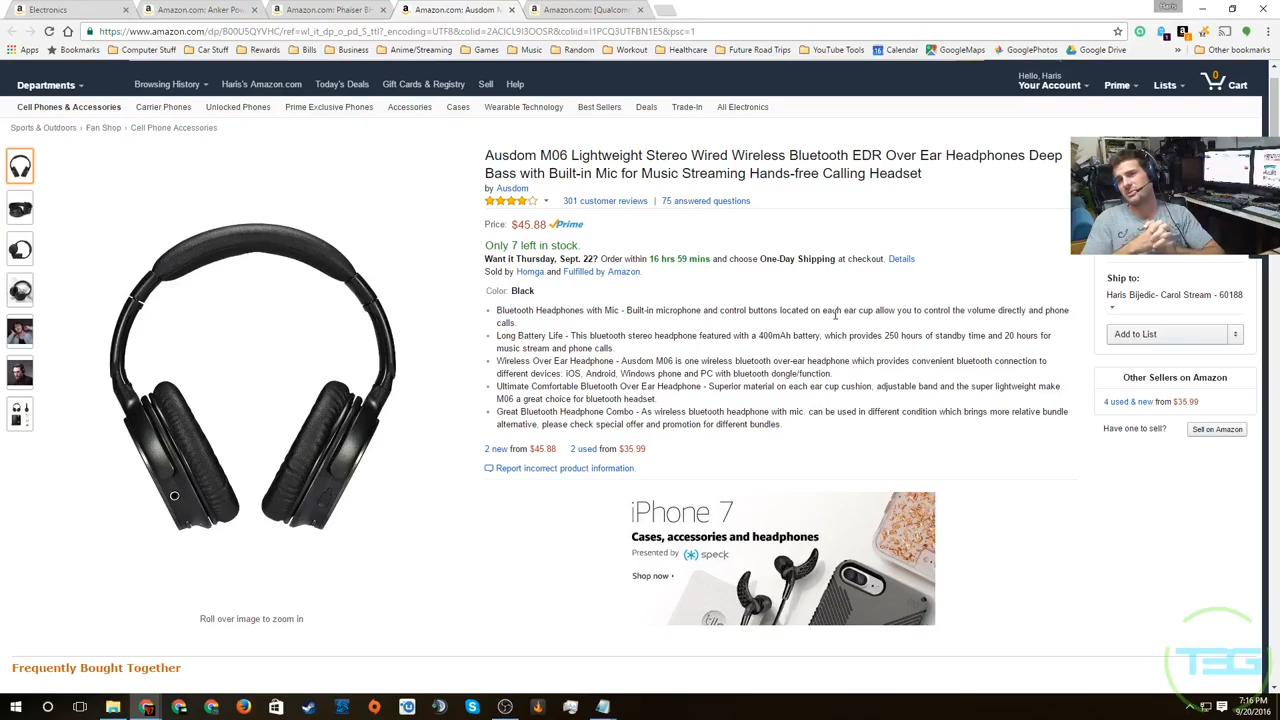 Electronics
Amazon.com: Anker Pow
Amazon.com: Phaiser BH
Amazon.com: Ausdom M
Amazon.com: [Qualcomm
Haris
https://www.amazon.com/dp/B00U5QYVHC/ref=wl_it_dp_o_pd_S_ttl?_encoding=UTF8&colid=2ACICL9I3DOSR&coliid=I1PCQ3UTFBN1E5&psc=1
Apps
Bookmarks
Computer Stuff
Car Stuff
Rewards
Bills
Business
Anime/Streaming
Games
Music
Random
Workout
Healthcare
Future Road Trips
YouTube Tools
Calendar
GoogleMaps
GooglePhotos
Google Drive
Other bookmarks
Departments
Browsing History
Haris's Amazon.com
Today's Deals
Gift Cards & Registry
Sell
Help
Hello, Haris
Your Account
Prime
Lists
0
Cart
Cell Phones & Accessories
Carrier Phones
Unlocked Phones
Prime Exclusive Phones
Accessories
Cases
Wearable Technology
Best Sellers
Deals
Trade-In
All Electronics
Sports & Outdoors › Fan Shop › Cell Phone Accessories
Ausdom M06 Lightweight Stereo Wired Wireless Bluetooth EDR Over Ear Headphones Deep
Bass with Built-in Mic for Music Streaming Hands-free Calling Headset
by Ausdom
301 customer reviews | 75 answered questions
Price: $45.88 Prime
Only 7 left in stock.
Want it Thursday, Sept. 22? Order within 16 hrs 59 mins and choose One-Day Shipping at checkout. Details
Sold by Homga and Fulfilled by Amazon.
Color: Black
Bluetooth Headphones with Mic - Built-in microphone and control buttons located on each ear cup allow you to control the volume directly and phone
calls.
Long Battery Life - This bluetooth stereo headphone featured with a 400mAh battery, which provides 250 hours of standby time and 20 hours for
music stream and phone calls.
Wireless Over Ear Headphone - Ausdom M06 is one wireless bluetooth over-ear headphone which provides convenient bluetooth connection to
different devices: iOS, Android, Windows phone and PC with bluetooth dongle/function.
Ultimate Comfortable Bluetooth Over Ear Headphone - Superior material on each ear cup cushion, adjustable band and the super lightweight make
M06 a great choice for bluetooth headset.
Great Bluetooth Headphone Combo - As wireless bluetooth headphone with mic. can be used in different condition which brings more relative bundle
alternative, please check special offer and promotion for different bundles.
2 new from $45.88 2 used from $35.99
Report incorrect product information.
Ship to:
Haris Bijedic- Carol Stream - 60188
Add to List
Other Sellers on Amazon
4 used & new from $35.99
Have one to sell?
Sell on Amazon
iPhone 7
Cases, accessories and headphones
Presented by speck
Shop now ›
Roll over image to zoom in
Frequently Bought Together
TEG
7:16 PM
9/20/2016